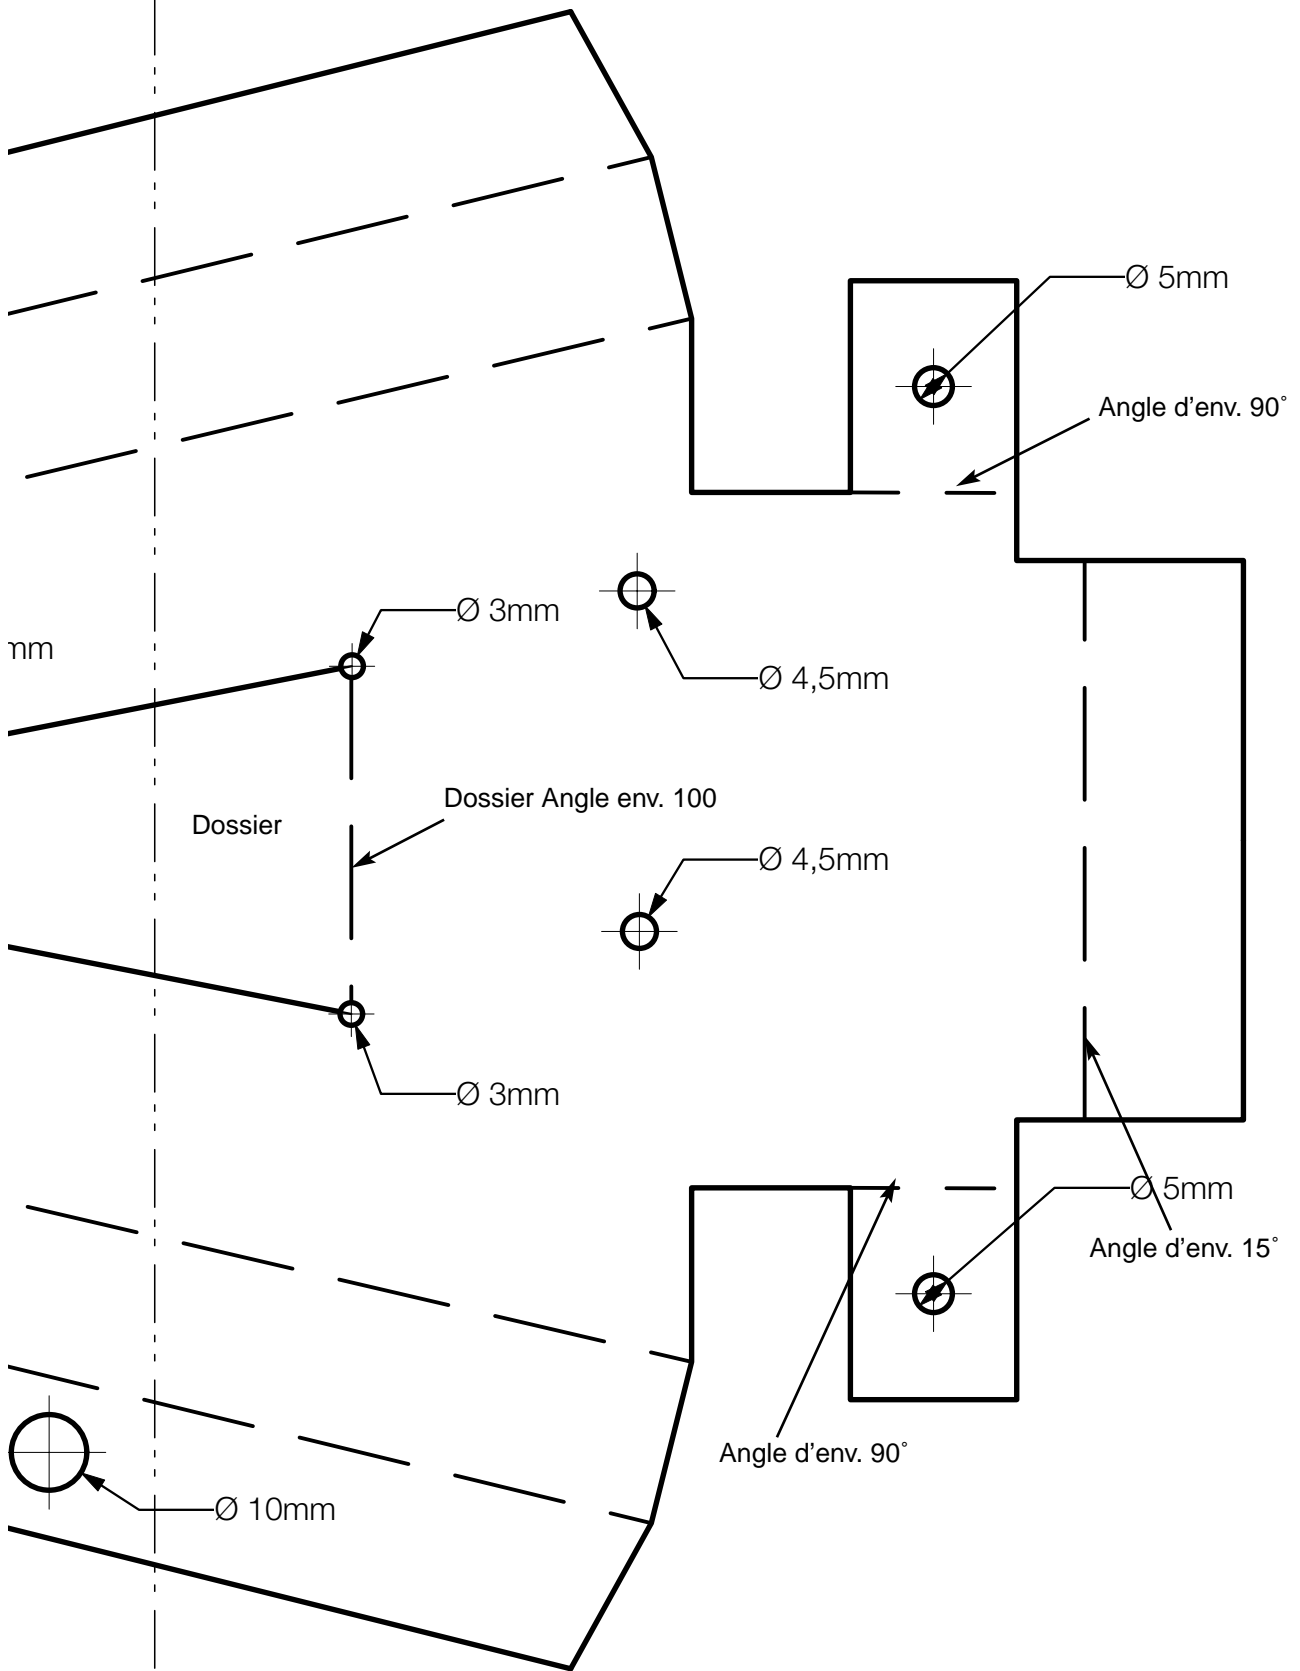 Ø 5mm
Angle d’env. 90˚
Ø 3mm
mm
Ø 4,5mm
Dossier Angle env. 100
Dossier
Ø 4,5mm
Ø 3mm
Ø 5mm
Angle d’env. 15˚
Angle d’env. 90˚
Ø 10mm